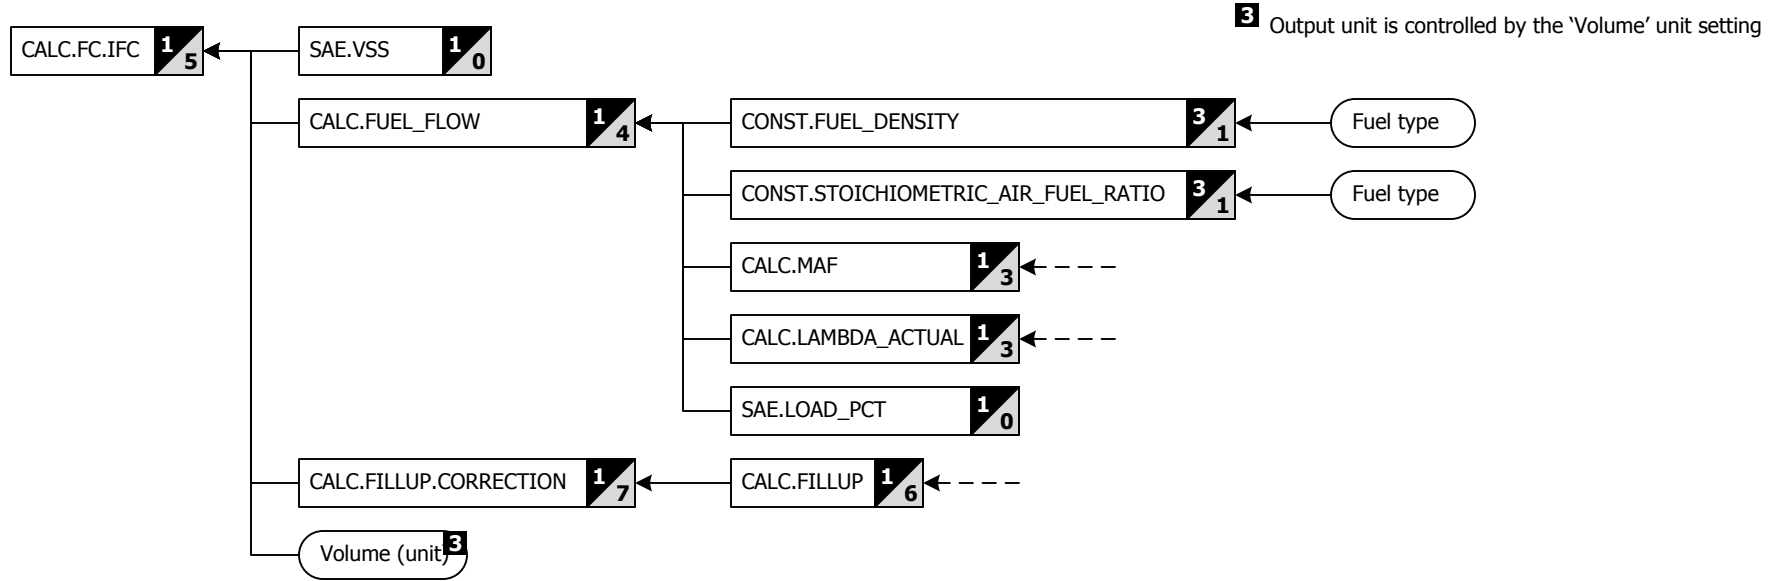 3 Output unit is controlled by the ‘Volume’ unit setting
CALC.FC.IFC 1 5 SAE.VSS 1 0
CALC.FUEL_FLOW 1 4 CONST.FUEL_DENSITY 3 1 Fuel type
CONST.STOICHIOMETRIC_AIR_FUEL_RATIO 3 1 Fuel type
CALC.MAF 1 3
CALC.LAMBDA_ACTUAL 1 3
SAE.LOAD_PCT 1 0
CALC.FILLUP.CORRECTION 1 7 CALC.FILLUP 1 6
Volume (unit) 3